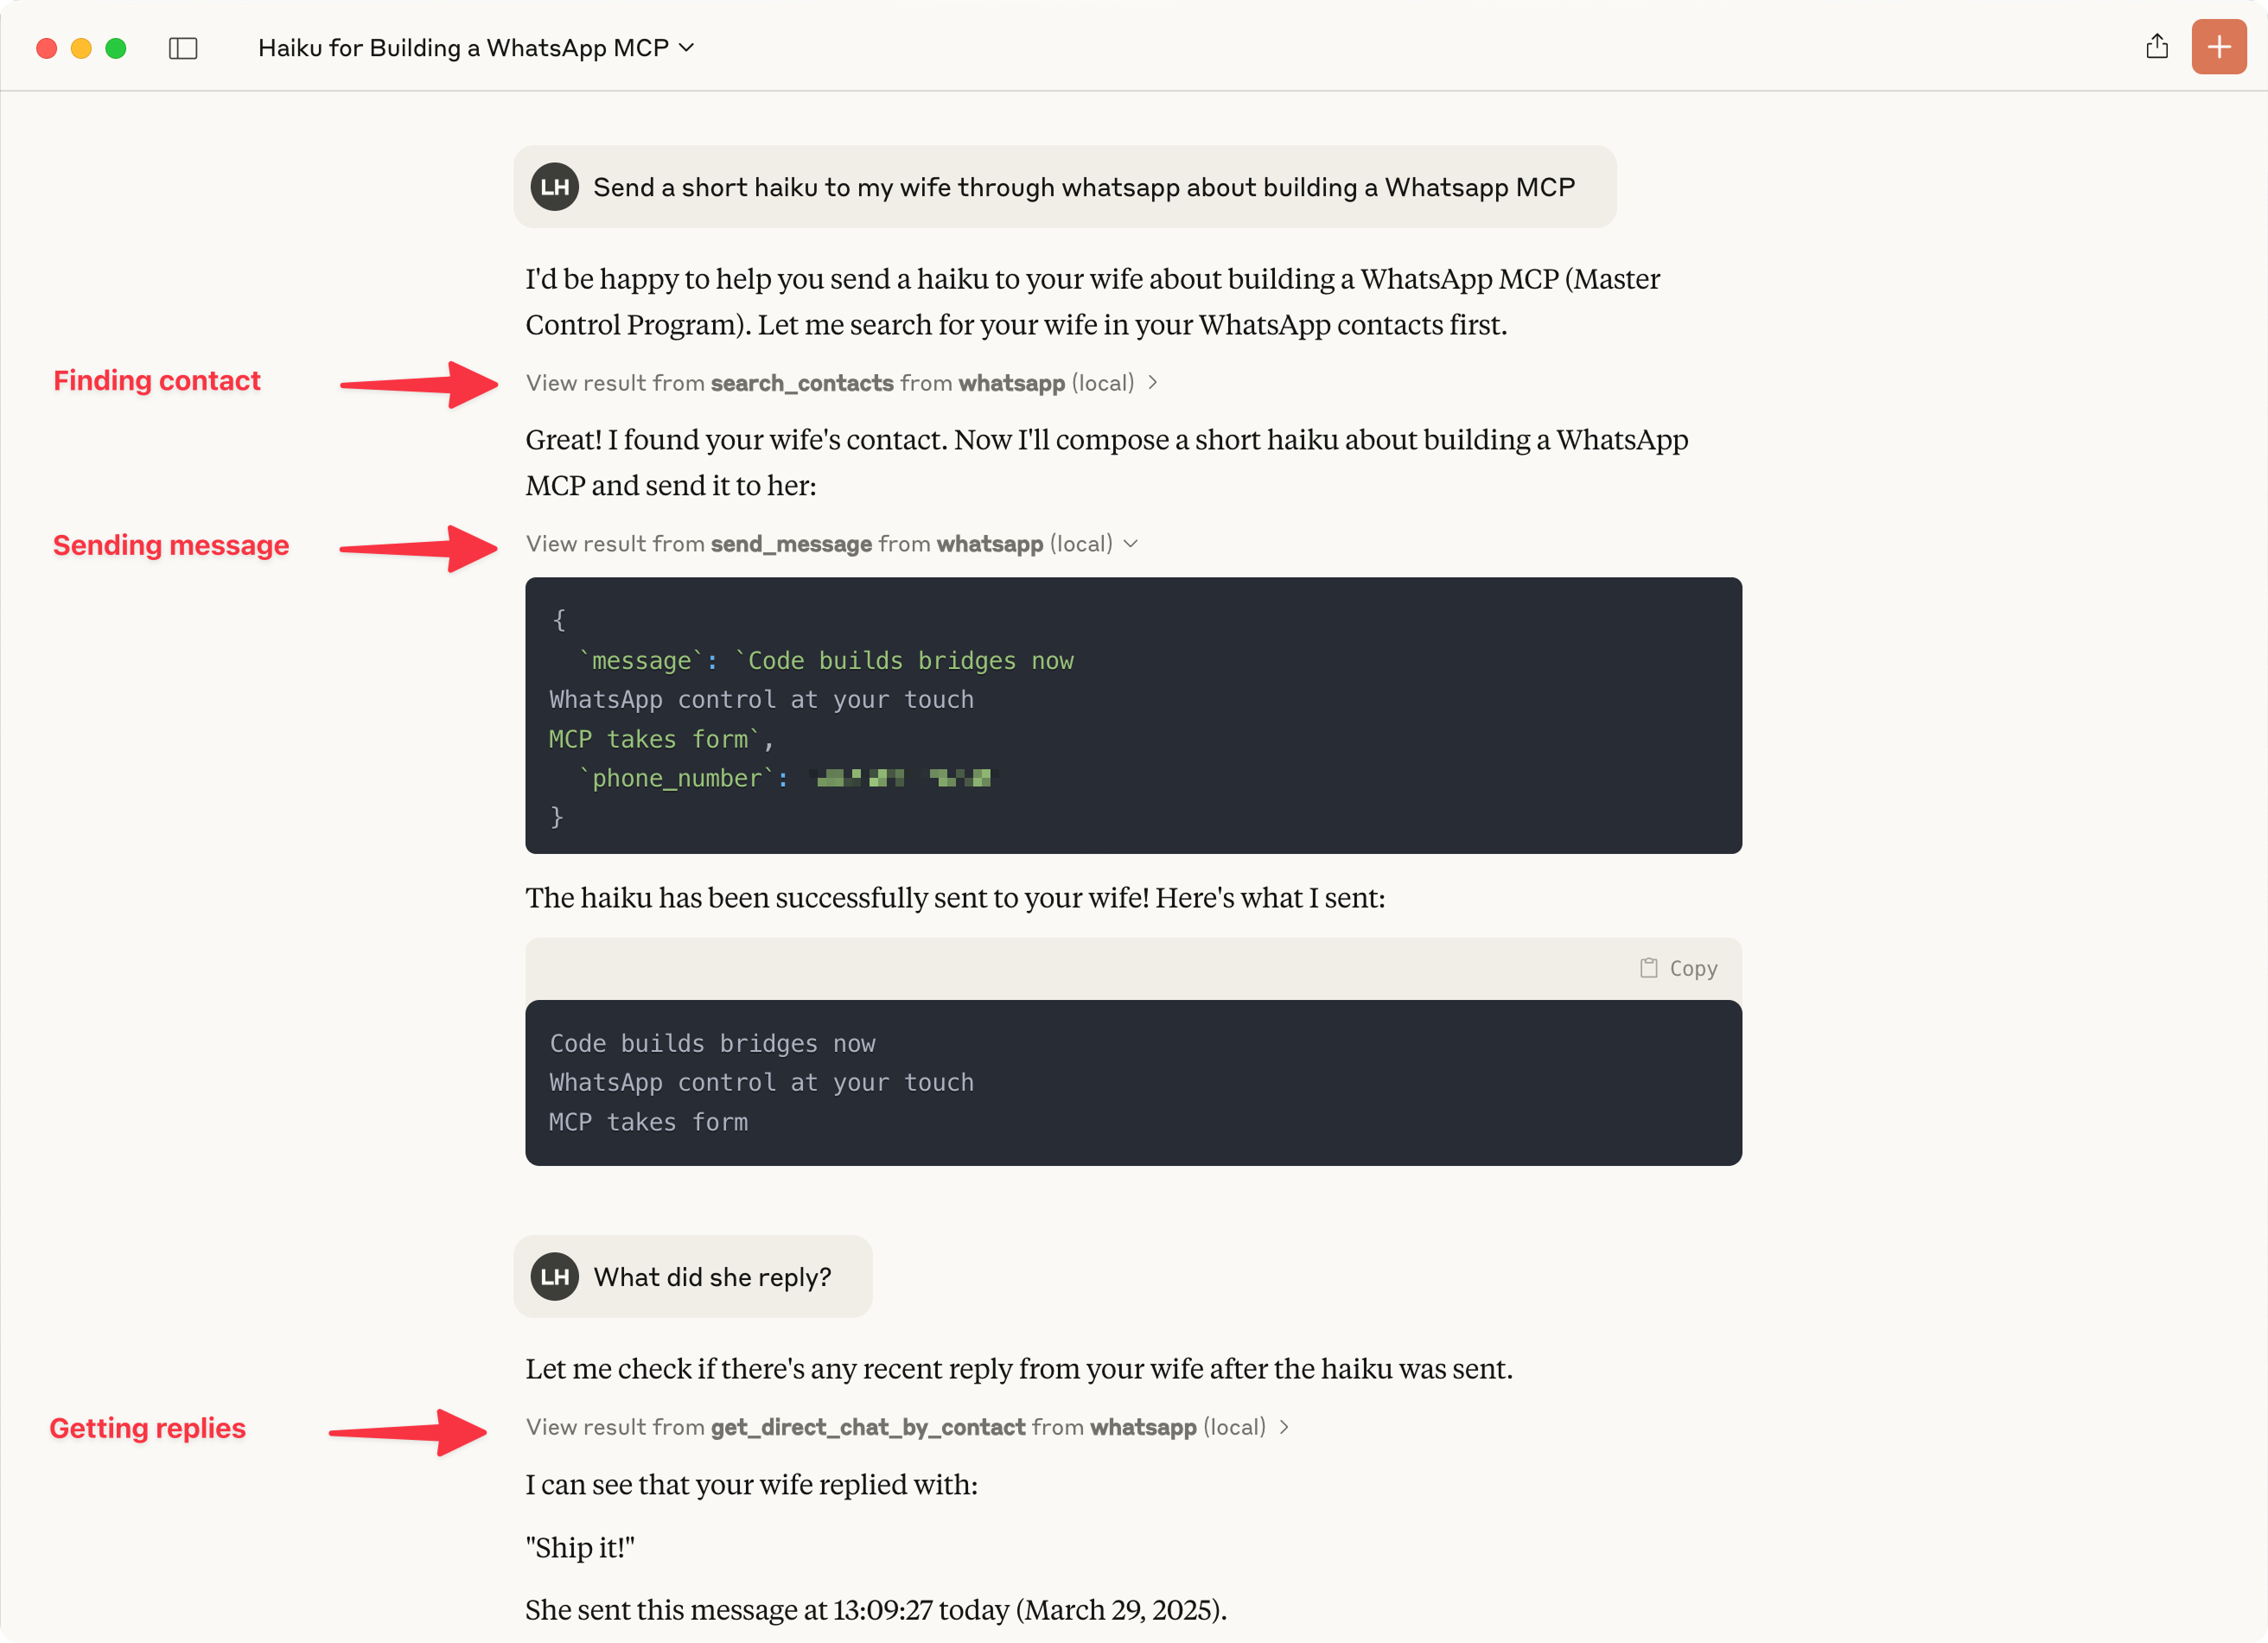 Haiku for Building a WhatsApp MCP
LH
Send a short haiku to my wife through whatsapp about building a Whatsapp MCP
I'd be happy to help you send a haiku to your wife about building a WhatsApp MCP (Master
Control Program). Let me search for your wife in your WhatsApp contacts first.
Finding contact
View result from search_contacts from whatsapp (local)
Great! I found your wife's contact. Now I'll compose a short haiku about building a WhatsApp
MCP and send it to her:
Sending message
View result from send_message from whatsapp (local)
{
`message`: `Code builds bridges now
WhatsApp control at your touch
MCP takes form`,
`phone_number`:
}
The haiku has been successfully sent to your wife! Here's what I sent:
Copy
Code builds bridges now
WhatsApp control at your touch
MCP takes form
LH
What did she reply?
Let me check if there's any recent reply from your wife after the haiku was sent.
Getting replies
View result from get_direct_chat_by_contact from whatsapp (local)
I can see that your wife replied with:
"Ship it!"
She sent this message at 13:09:27 today (March 29, 2025).